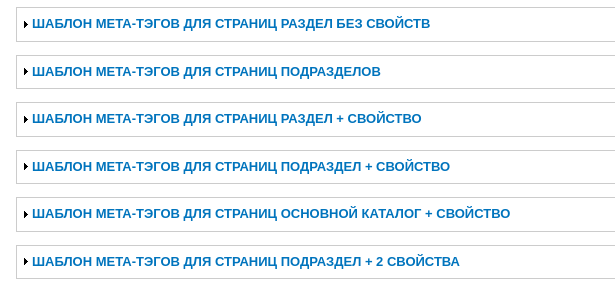 ШАБЛОН МЕТА-ТЭГОВ ДЛЯ СТРАНИЦ РАЗДЕЛ БЕЗ СВОЙСТВ
ШАБЛОН МЕТА-ТЭГОВ ДЛЯ СТРАНИЦ ПОДРАЗДЕЛОВ
ШАБЛОН МЕТА-ТЭГОВ ДЛЯ СТРАНИЦ РАЗДЕЛ + СВОЙСТВО
ШАБЛОН МЕТА-ТЭГОВ ДЛЯ СТРАНИЦ ПОДРАЗДЕЛ + СВОЙСТВО
ШАБЛОН МЕТА-ТЭГОВ ДЛЯ СТРАНИЦ ОСНОВНОЙ КАТАЛОГ + СВОЙСТВО
ШАБЛОН МЕТА-ТЭГОВ ДЛЯ СТРАНИЦ ПОДРАЗДЕЛ + 2 СВОЙСТВА